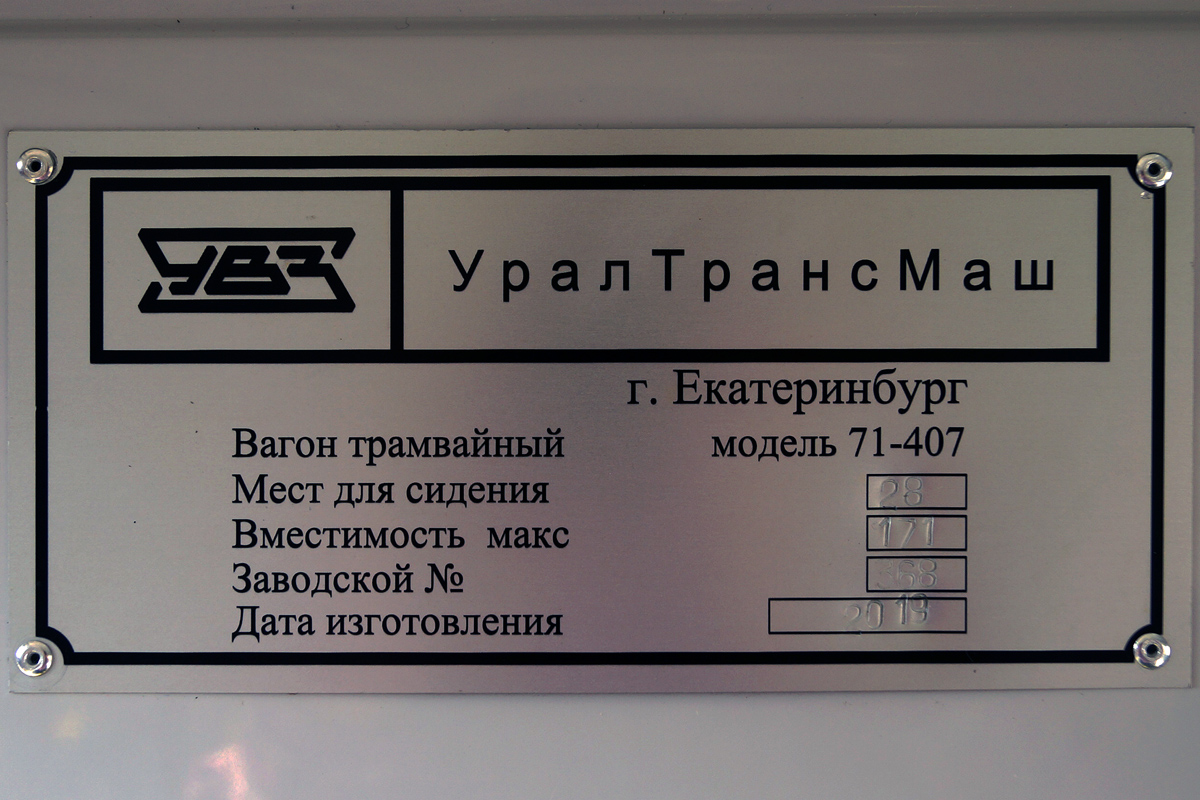 УВЗ
УралТрансМаш
г. Екатеринбург
Вагон трамвайный модель 71-407
Мест для сидения 28
Вместимость макс 171
Заводской № 368
Дата изготовления 2019